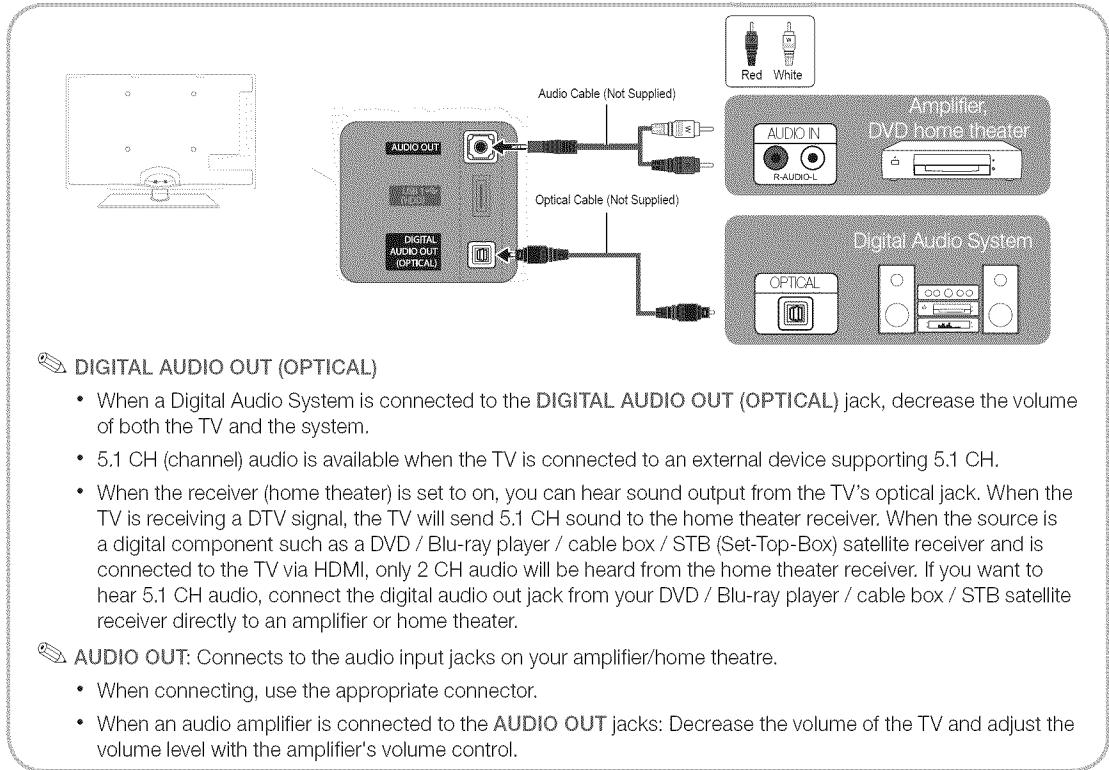 Red White
Audio Cable (Not Supplied)
Amplifier,
DVD home theater
AUDIO IN
R-AUDIO-L
AUDIO OUT
W
Optical Cable (Not Supplied)
DIGITAL
AUDIO OUT
(OPTICAL)
Digital Audio System
OPTICAL
DIGITAL AUDIO OUT (OPTICAL)
• When a Digital Audio System is connected to the DIGITAL AUDIO OUT (OPTICAL) jack, decrease the volume
of both the TV and the system.
• 5.1 CH (channel) audio is available when the TV is connected to an external device supporting 5.1 CH.
• When the receiver (home theater) is set to on, you can hear sound output from the TV's optical jack. When the
TV is receiving a DTV signal, the TV will send 5.1 CH sound to the home theater receiver. When the source is
a digital component such as a DVD / Blu-ray player / cable box / STB (Set-Top-Box) satellite receiver and is
connected to the TV via HDMI, only 2 CH audio will be heard from the home theater receiver. If you want to
hear 5.1 CH audio, connect the digital audio out jack from your DVD / Blu-ray player / cable box / STB satellite
receiver directly to an amplifier or home theater.
AUDIO OUT: Connects to the audio input jacks on your amplifier/home theatre.
• When connecting, use the appropriate connector.
• When an audio amplifier is connected to the AUDIO OUT jacks: Decrease the volume of the TV and adjust the
volume level with the amplifier's volume control.